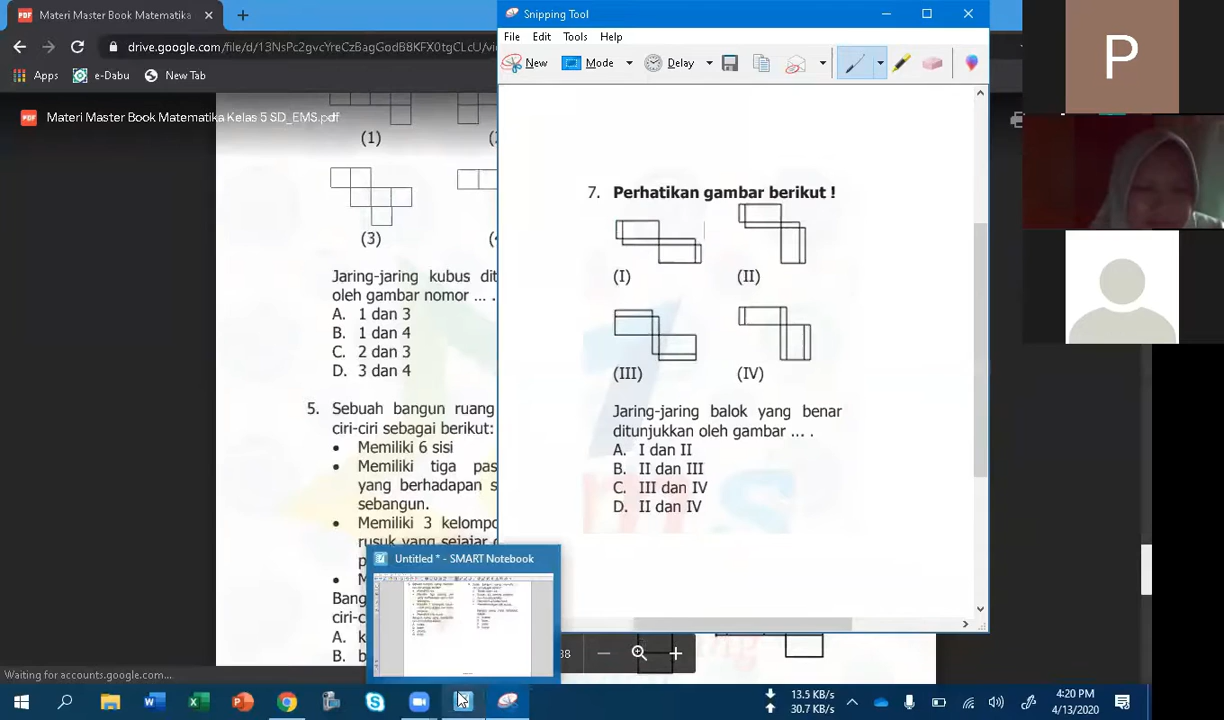 Materi Master Book Matematika
drive.google.com/file/d/13NsPc2gvcYreCzBagGodB8KFX0tgCLcU/vi
Apps e-Dabu New Tab
Materi Master Book Matematika Kelas 5 SD_EMS.pdf
(1)
(3)
Jaring-jaring kubus dit
oleh gambar nomor ... .
A. 1 dan 3
B. 1 dan 4
C. 2 dan 3
D. 3 dan 4
5. Sebuah bangun ruang
ciri-ciri sebagai berikut:
• Memiliki 6 sisi
• Memiliki tiga pas
yang berhadapan s
sebangun.
• Memiliki 3 kelompo
rusuk yang sejajar
Bang
ciri-c
A. k
B. b
Snipping Tool
File Edit Tools Help
New Mode Delay
7. Perhatikan gambar berikut !
(I) (II)
(III) (IV)
Jaring-jaring balok yang benar
ditunjukkan oleh gambar ... .
A. I dan II
B. II dan III
C. III dan IV
D. II dan IV
P
Untitled * - SMART Notebook
38
Waiting for accounts.google.com...
13.5 KB/s
30.7 KB/s
4:20 PM
4/13/2020